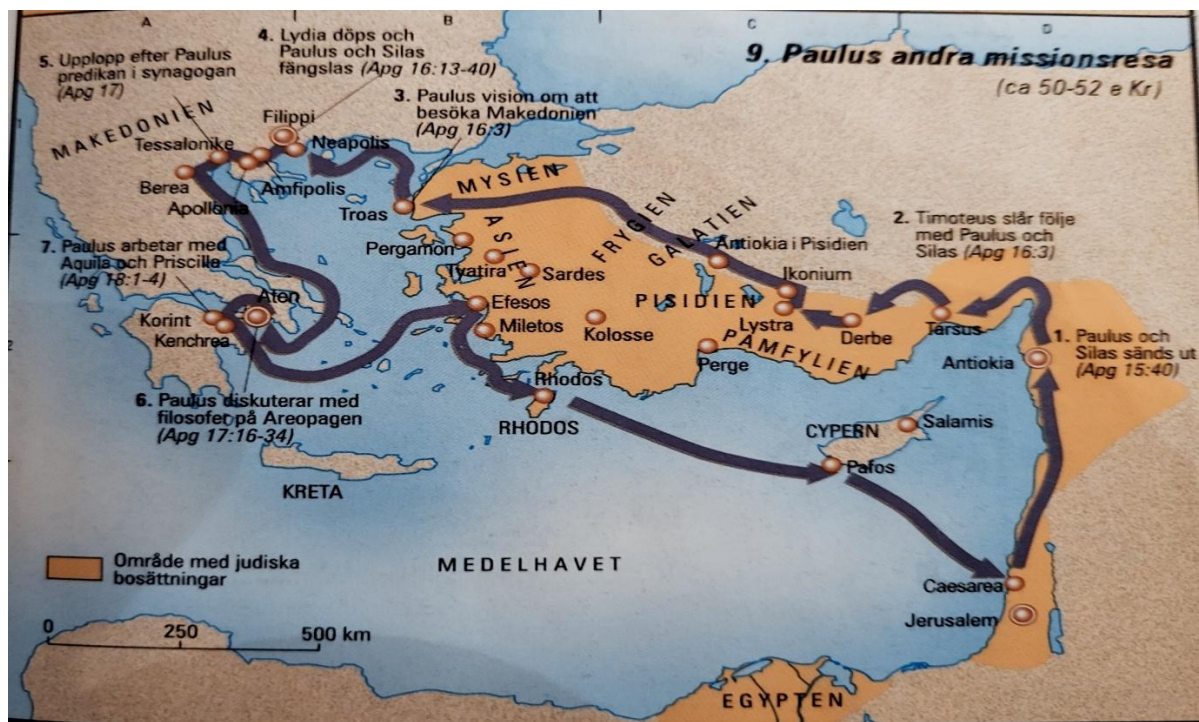 A
B
C
D
1
2
9. Paulus andra missionsresa
(ca 50-52 e Kr)
4. Lydia döps och
Paulus och Silas
fängslas (Apg 16:13-40)
5. Upplopp efter Paulus
predikan i synagogan
(Apg 17)
3. Paulus vision om att
besöka Makedonien
(Apg 16:3)
MAKEDONIEN
Filippi
Neapolis
Tessalonike
Amfipolis
Berea
Apollonia
Troas
MYSIEN
ASIEN
FRYGIEN
GALATIEN
2. Timoteus slår följe
med Paulus och
Silas (Apg 16:3)
7. Paulus arbetar med
Aquila och Priscilla
(Apg 18:1-4)
Pergamon
Tyatira
Sardes
Antiokia i Pisidien
Ikonium
Aten
Efesos
PISIDIEN
Korint
Kenchrea
Miletos
Kolosse
Lystra
Derbe
Tarsus
PAMFYLIEN
Perge
Antiokia
1. Paulus och
Silas sänds ut
(Apg 15:40)
6. Paulus diskuterar med
filosofer på Areopagen
(Apg 17:16-34)
Rhodos
RHODOS
CYPERN
Salamis
Pafos
KRETA
MEDELHAVET
Område med judiska
bosättningar
Caesarea
Jerusalem
0
250
500 km
EGYPTEN